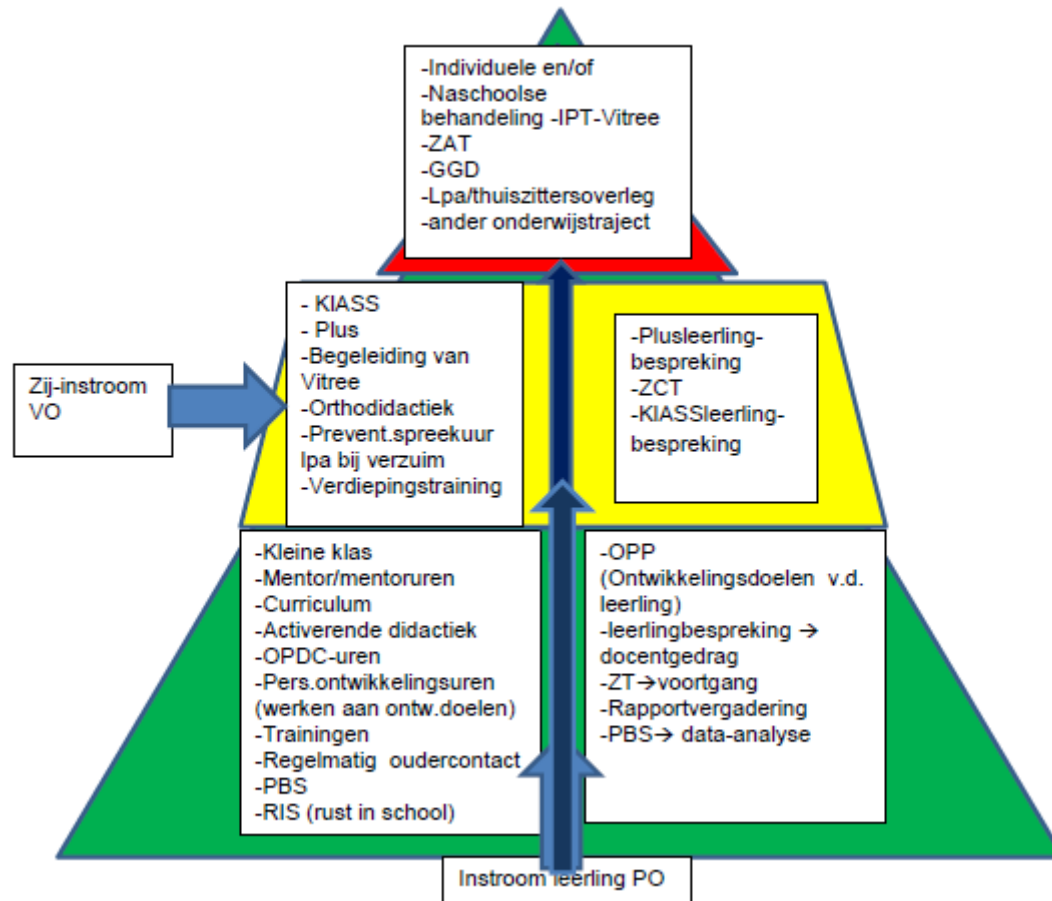 -Individuele en/of
-Naschoolse
behandeling -IPT-Vitree
-ZAT
-GGD
-Lpa/thuiszittersoverleg
-ander onderwijstraject
Zij-instroom
VO
- KIASS
- Plus
-Begeleiding van
Vitree
-Orthodidactiek
-Prevent.spreekuur
lpa bij verzuim
-Verdiepingstraining
-Plusleerling-
bespreking
-ZCT
-KIASSleerling-
bespreking
-Kleine klas
-Mentor/mentoruren
-Curriculum
-Activerende didactiek
-OPDC-uren
-Pers.ontwikkelingsuren
(werken aan ontw.doelen)
-Trainingen
-Regelmatig oudercontact
-PBS
-RIS (rust in school)
-OPP
(Ontwikkelingsdoelen v.d.
leerling)
-leerlingbespreking →
docentgedrag
-ZT→voortgang
-Rapportvergadering
-PBS→ data-analyse
Instroom leerling PO